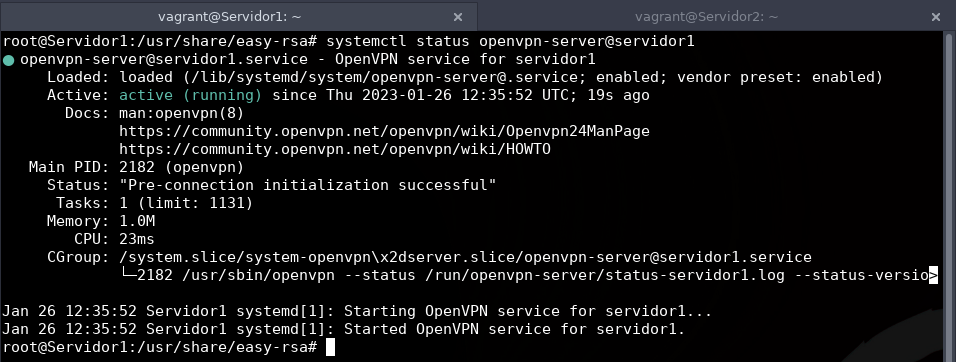 vagrant@Servidor1: ~ × vagrant@Servidor2: ~ ×
root@Servidor1:/usr/share/easy-rsa# systemctl status openvpn-server@servidor1
● openvpn-server@servidor1.service - OpenVPN service for servidor1
Loaded: loaded (/lib/systemd/system/openvpn-server@.service; enabled; vendor preset: enabled)
Active: active (running) since Thu 2023-01-26 12:35:52 UTC; 19s ago
Docs: man:openvpn(8)
https://community.openvpn.net/openvpn/wiki/Openvpn24ManPage
https://community.openvpn.net/openvpn/wiki/HOWTO
Main PID: 2182 (openvpn)
Status: "Pre-connection initialization successful"
Tasks: 1 (limit: 1131)
Memory: 1.0M
CPU: 23ms
CGroup: /system.slice/system-openvpn\x2dserver.slice/openvpn-server@servidor1.service
└─2182 /usr/sbin/openvpn --status /run/openvpn-server/status-servidor1.log --status-versio>
Jan 26 12:35:52 Servidor1 systemd[1]: Starting OpenVPN service for servidor1...
Jan 26 12:35:52 Servidor1 systemd[1]: Started OpenVPN service for servidor1.
root@Servidor1:/usr/share/easy-rsa#